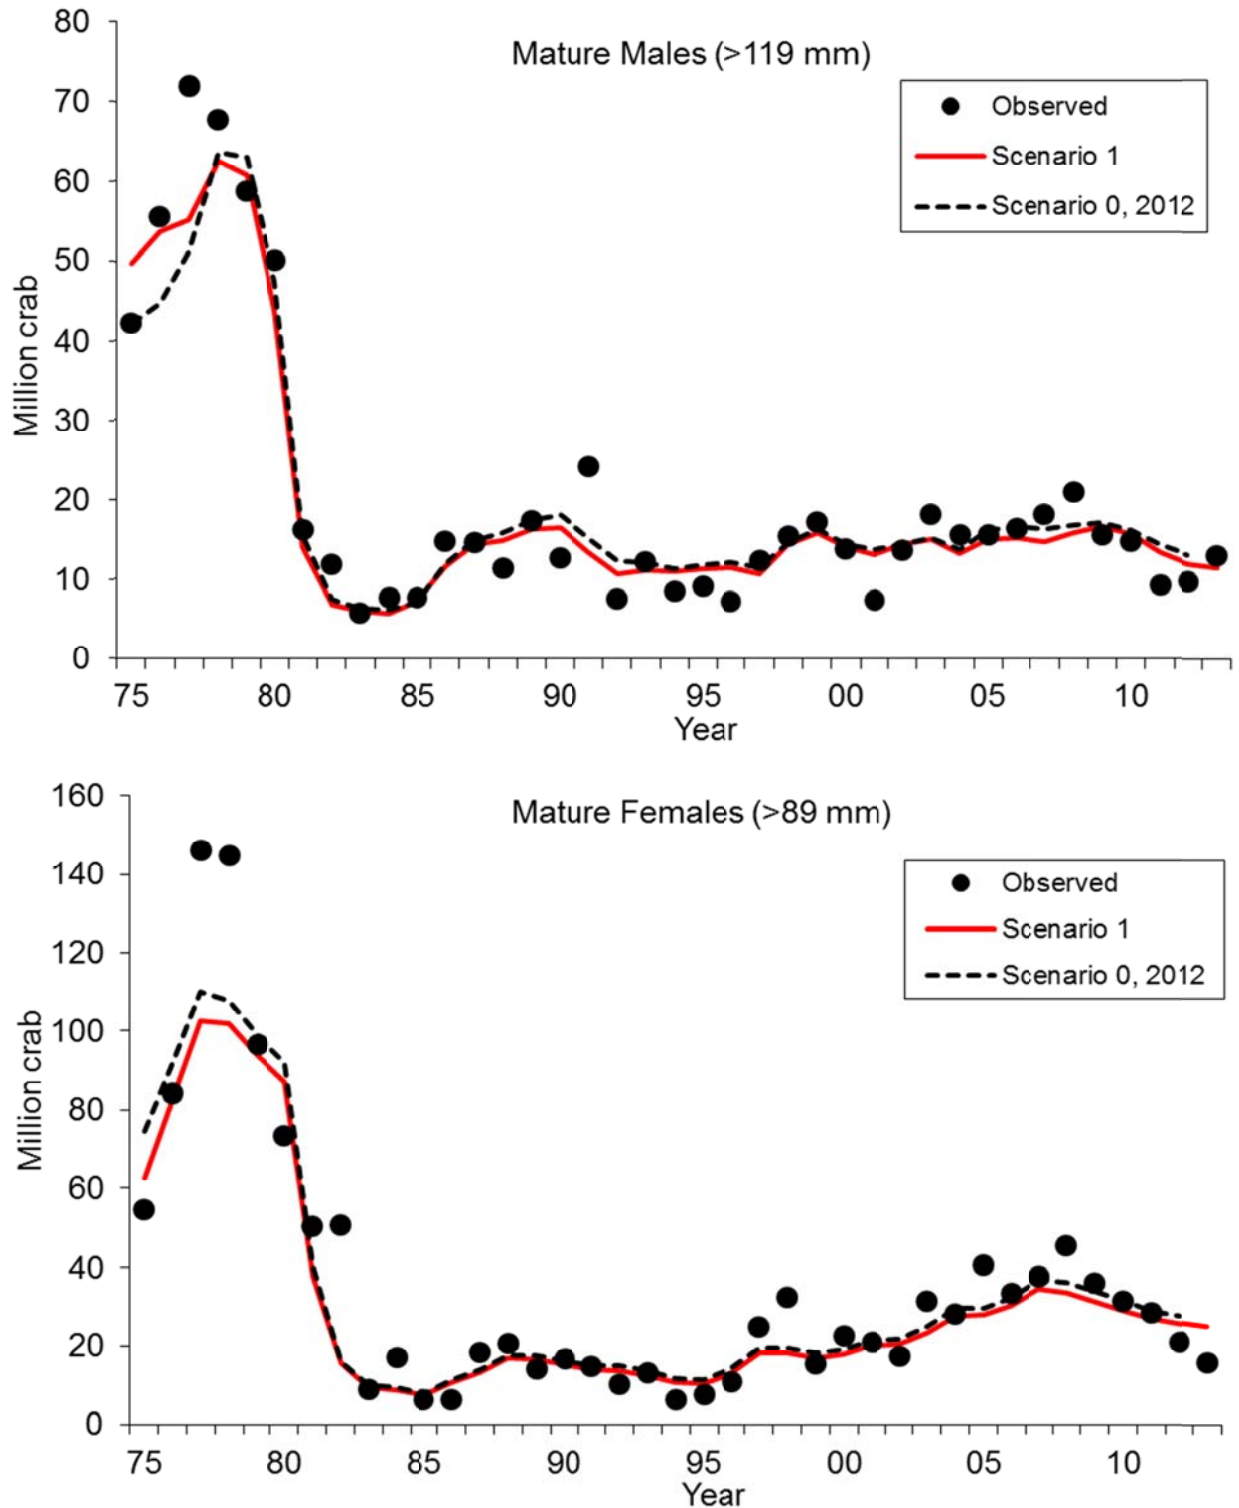 Mature Males (>119 mm)
80
70
60
50
40
30
20
10
0
Million crab
Observed
Scenario 1
Scenario 0, 2012
75 80 85 90 95 00 05 10
Year
Mature Females (>89 mm)
160
140
120
100
80
60
40
20
0
Million crab
Observed
Scenario 1
Scenario 0, 2012
75 80 85 90 95 00 05 10
Year